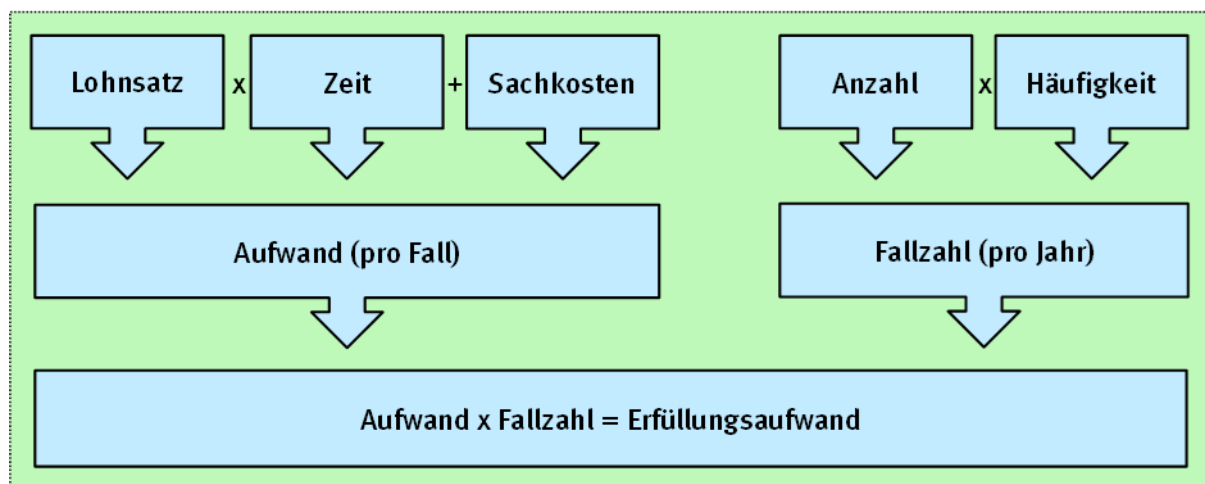 Lohnsatz x Zeit + Sachkosten Anzahl x Häufigkeit
Aufwand (pro Fall) Fallzahl (pro Jahr)
Aufwand x Fallzahl = Erfüllungsaufwand